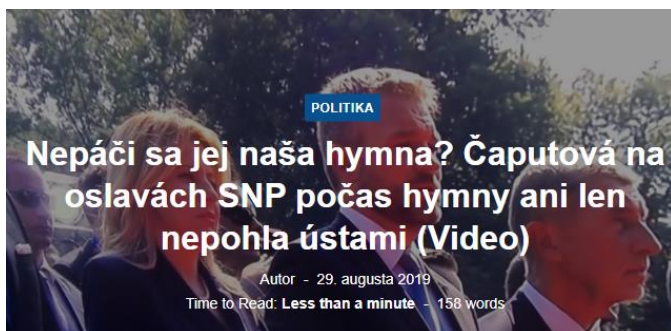 POLITIKA
Nepáči sa jej naša hymna? Čaputová na
oslavách SNP počas hymny ani len
nepohla ústami (Video)
Autor - 29. augusta 2019
Time to Read: Less than a minute - 158 words